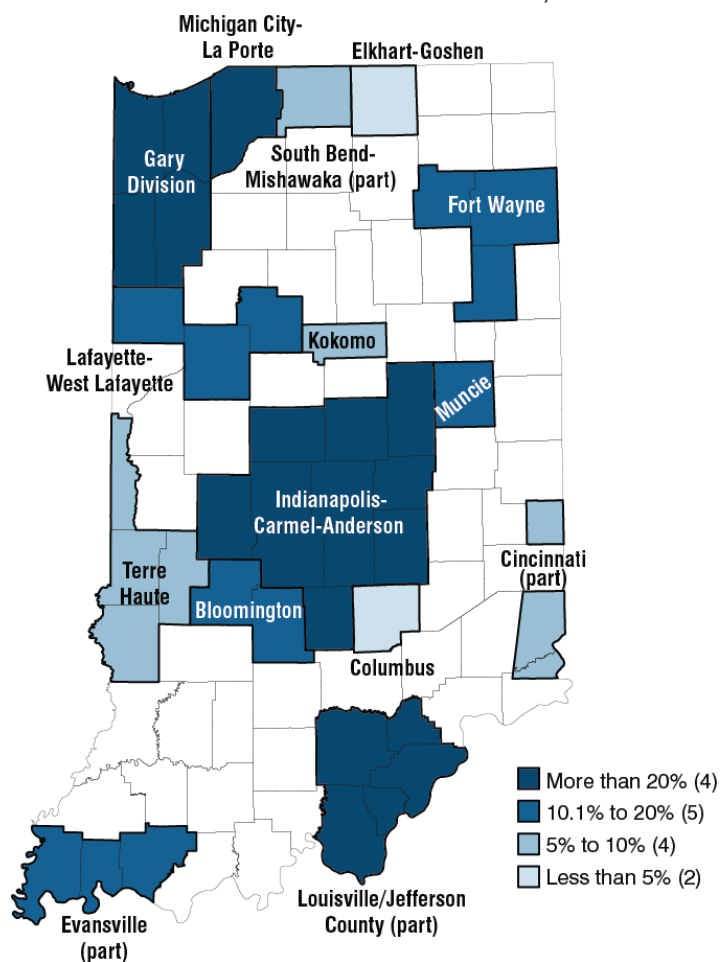 Michigan City-
La Porte
Elkhart-Goshen
Gary
Division
South Bend-
Mishawaka (part)
Fort Wayne
Kokomo
Lafayette-
West Lafayette
Muncie
Indianapolis-
Carmel-Anderson
Cincinnati
(part)
Terre
Haute
Bloomington
Columbus
More than 20% (4)
10.1% to 20% (5)
5% to 10% (4)
Less than 5% (2)
Louisville/Jefferson
County (part)
Evansville
(part)